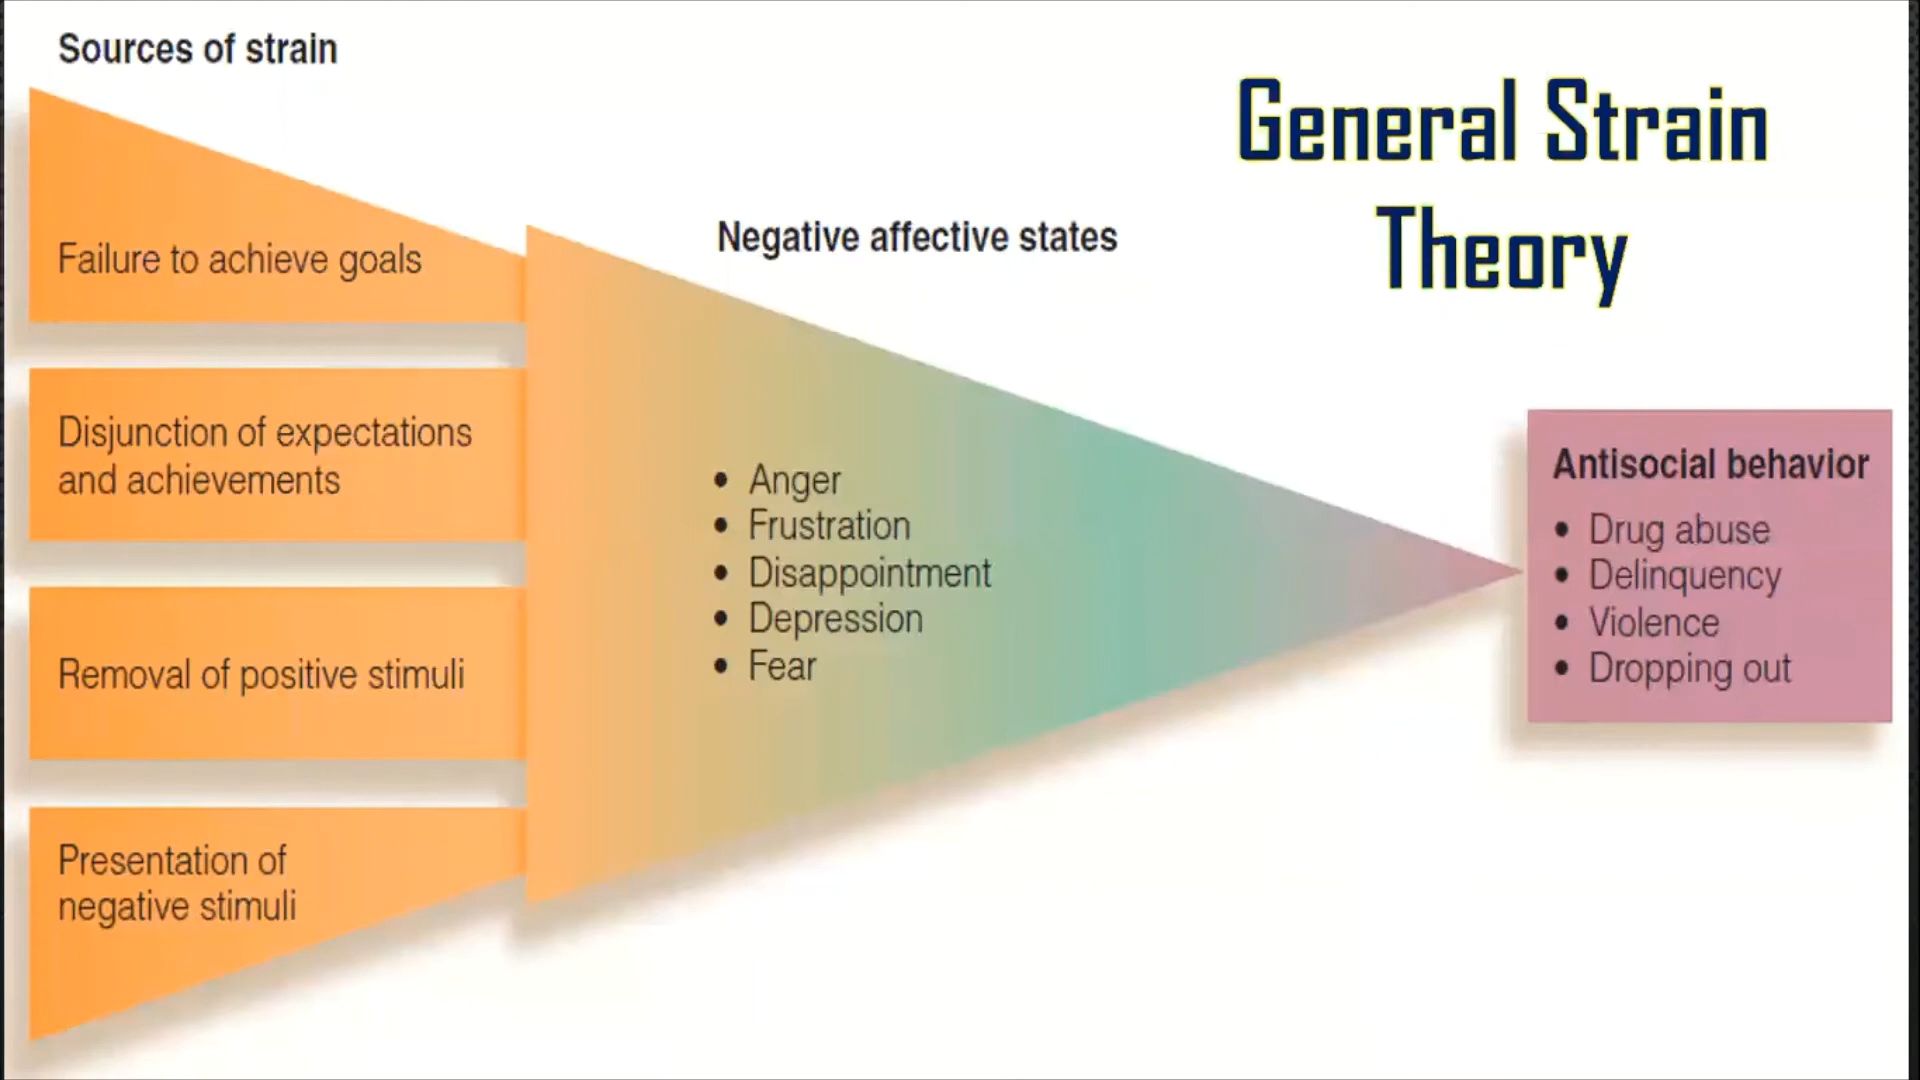 Sources of strain
General Strain
Theory
Failure to achieve goals
Disjunction of expectations
and achievements
Removal of positive stimuli
Presentation of
negative stimuli
Negative affective states
• Anger
• Frustration
• Disappointment
• Depression
• Fear
Antisocial behavior
• Drug abuse
• Delinquency
• Violence
• Dropping out